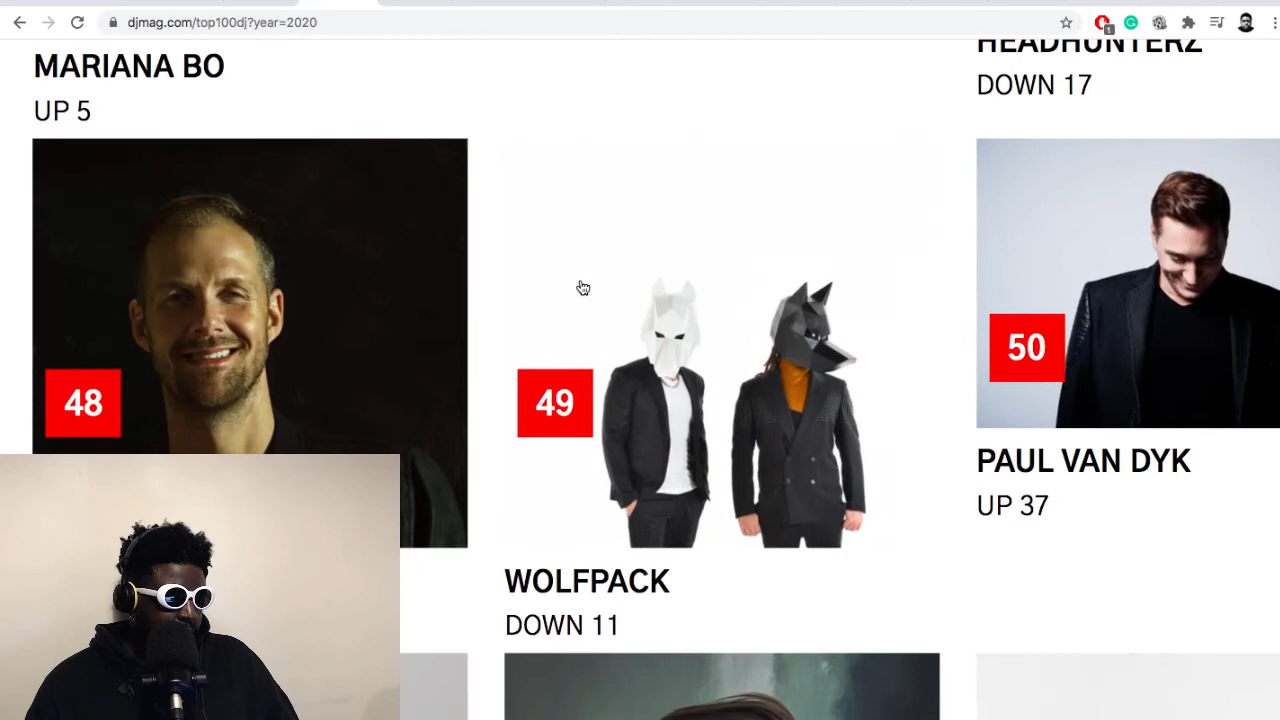 djmag.com/top100dj?year=2020
1
MARIANA BO
UP 5
HEADHUNTERZ
DOWN 17
48
49
50
PAUL VAN DYK
UP 37
WOLFPACK
DOWN 11